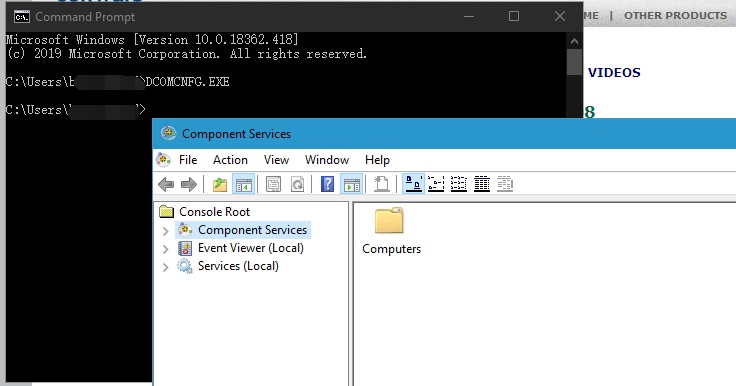 Command Prompt
Microsoft Windows [Version 10.0.18362.418]
(c) 2019 Microsoft Corporation. All rights reserved.
C:\Users\b >DCOMCNFG.EXE
C:\Users\ >
OTHER PRODUCTS
VIDEOS
8
Component Services
File Action View Window Help
Console Root
Component Services
Event Viewer (Local)
Services (Local)
Computers